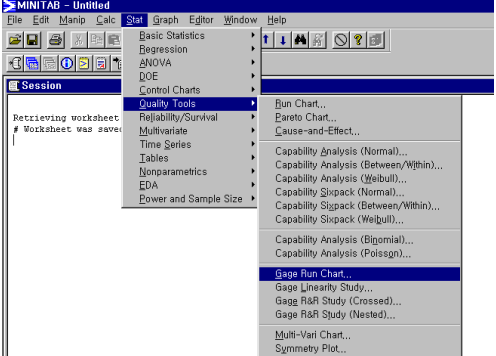 MINITAB - Untitled
File Edit Manip Calc Stat Graph Editor Window Help
Session
Retrieving worksheet
# Worksheet was saved
Basic Statistics
Regression
ANOVA
DOE
Control Charts
Quality Tools
Reliability/Survival
Multivariate
Time Series
Tables
Nonparametrics
EDA
Power and Sample Size
Run Chart...
Pareto Chart...
Cause-and-Effect...
Capability Analysis (Normal)...
Capability Analysis (Between/Within)...
Capability Analysis (Weibull)...
Capability Sixpack (Normal)...
Capability Sixpack (Between/Within)...
Capability Sixpack (Weibull)...
Capability Analysis (Binomial)...
Capability Analysis (Poisson)...
Gage Run Chart...
Gage Linearity Study...
Gage R&R Study (Crossed)...
Gage R&R Study (Nested)...
Multi-Vari Chart...
Symmetry Plot...